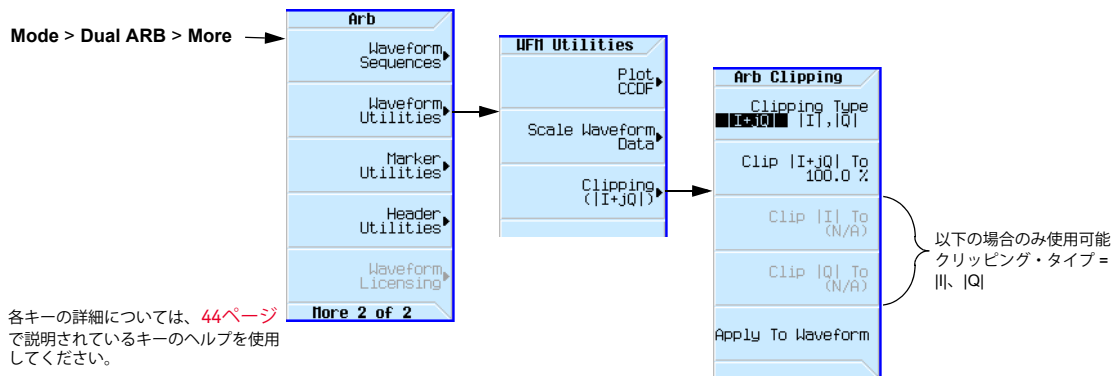 Mode > Dual ARB > More
Arb
Waveform
Sequences
Waveform
Utilities
Marker
Utilities
Header
Utilities
Waveform
Licensing
More 2 of 2
WFM Utilities
Plot
CCDF
Scale Waveform
Data
Clipping
(|I+jQ|)
Arb Clipping
Clipping Type
|I+jQ| |I|,|Q|
Clip |I+jQ| To
100.0 %
Clip |I| To
(N/A)
Clip |Q| To
(N/A)
Apply To Waveform
以下の場合のみ使用可能
クリッピング・タイプ =
|I|、|Q|
各キーの詳細については、44ページ
で説明されているキーのヘルプを使用
してください。